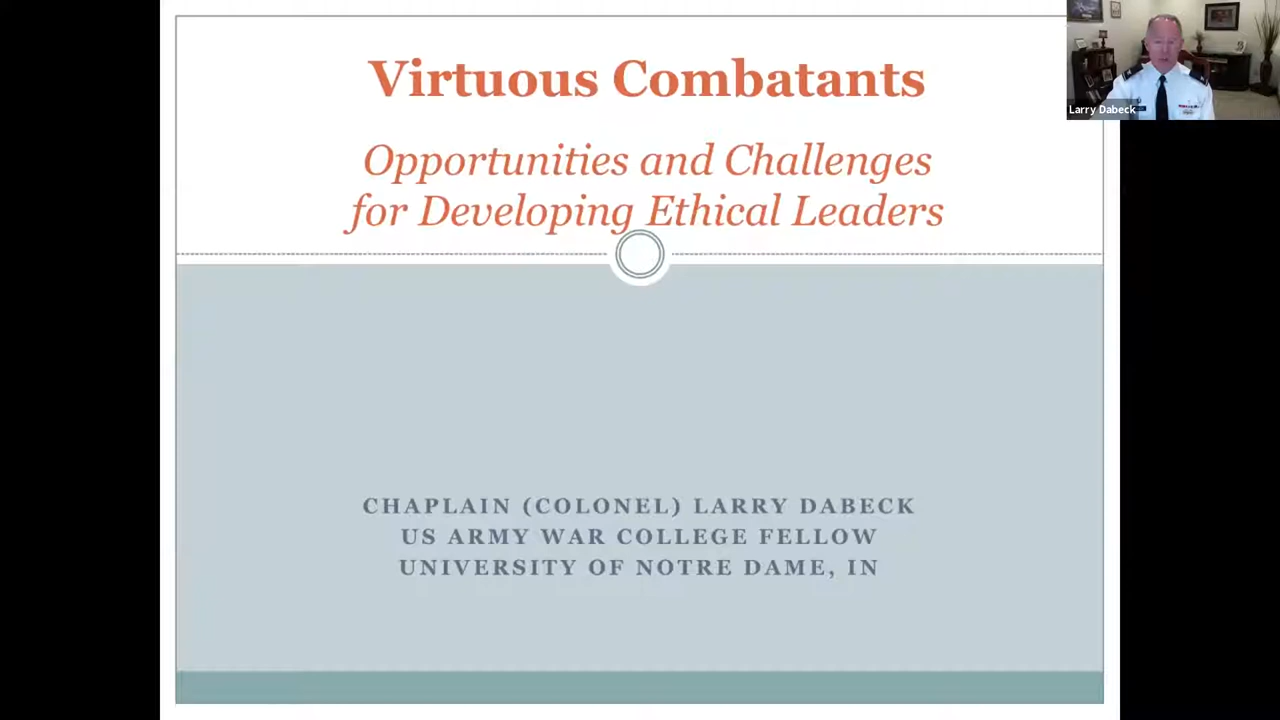 Virtuous Combatants
Opportunities and Challenges
for Developing Ethical Leaders
CHAPLAIN (COLONEL) LARRY DABECK
US ARMY WAR COLLEGE FELLOW
UNIVERSITY OF NOTRE DAME, IN
Larry Dabeck